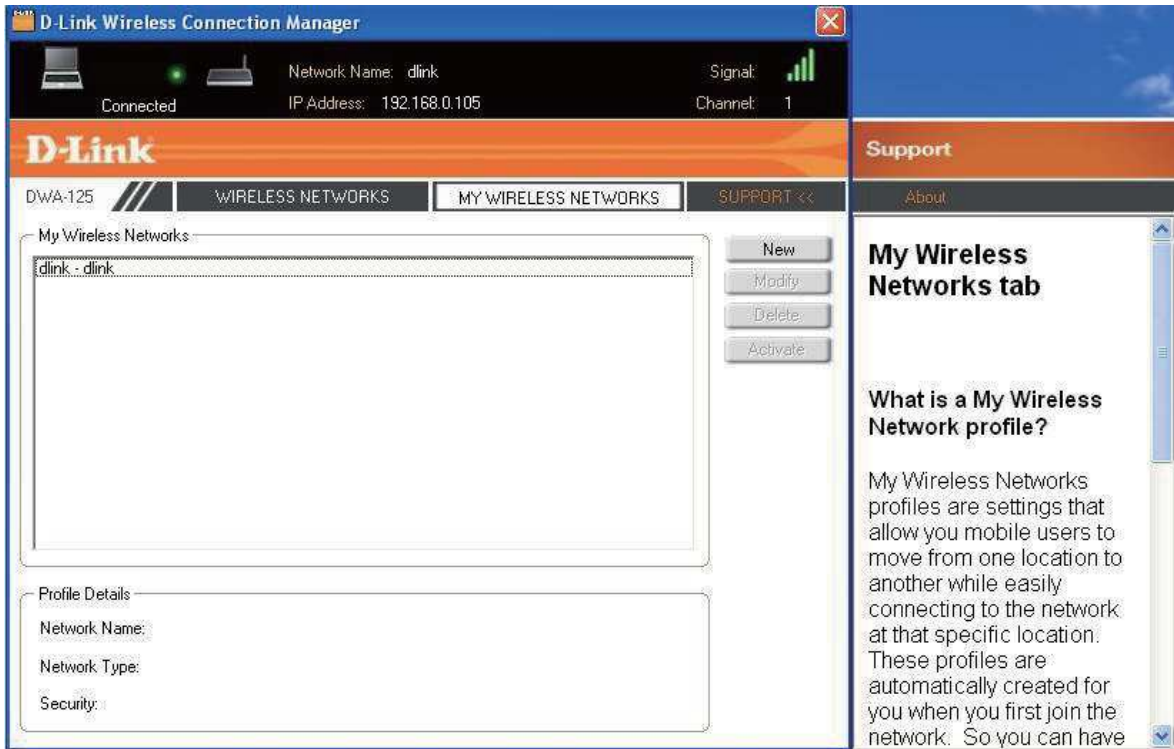 D-Link Wireless Connection Manager
Network Name: dlink
Signal:
Connected
IP Address: 192.168.0.105
Channel: 1
D-Link
DWA-125
WIRELESS NETWORKS
MY WIRELESS NETWORKS
SUPPORT <<
My Wireless Networks
dlink - dlink
New
Modify
Delete
Activate
Profile Details
Network Name:
Network Type:
Security:
Support
About
My Wireless
Networks tab
What is a My Wireless
Network profile?
My Wireless Networks
profiles are settings that
allow you mobile users to
move from one location to
another while easily
connecting to the network
at that specific location.
These profiles are
automatically created for
you when you first join the
network. So you can have